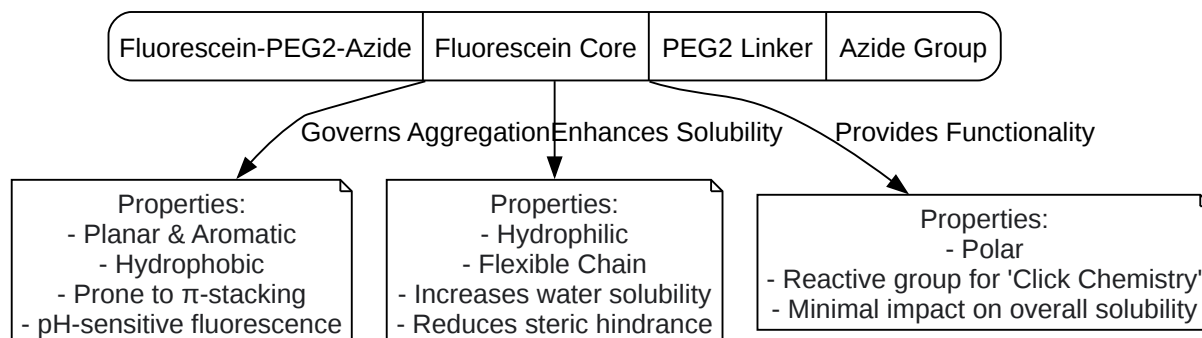 Fluorescein-PEG2-Azide
Fluorescein Core
PEG2 Linker
Azide Group
Governs Aggregation
Enhances Solubility
Provides Functionality
Properties:
- Planar & Aromatic
- Hydrophobic
- Prone to π-stacking
- pH-sensitive fluorescence
Properties:
- Hydrophilic
- Flexible Chain
- Increases water solubility
- Reduces steric hindrance
Properties:
- Polar
- Reactive group for 'Click Chemistry'
- Minimal impact on overall solubility